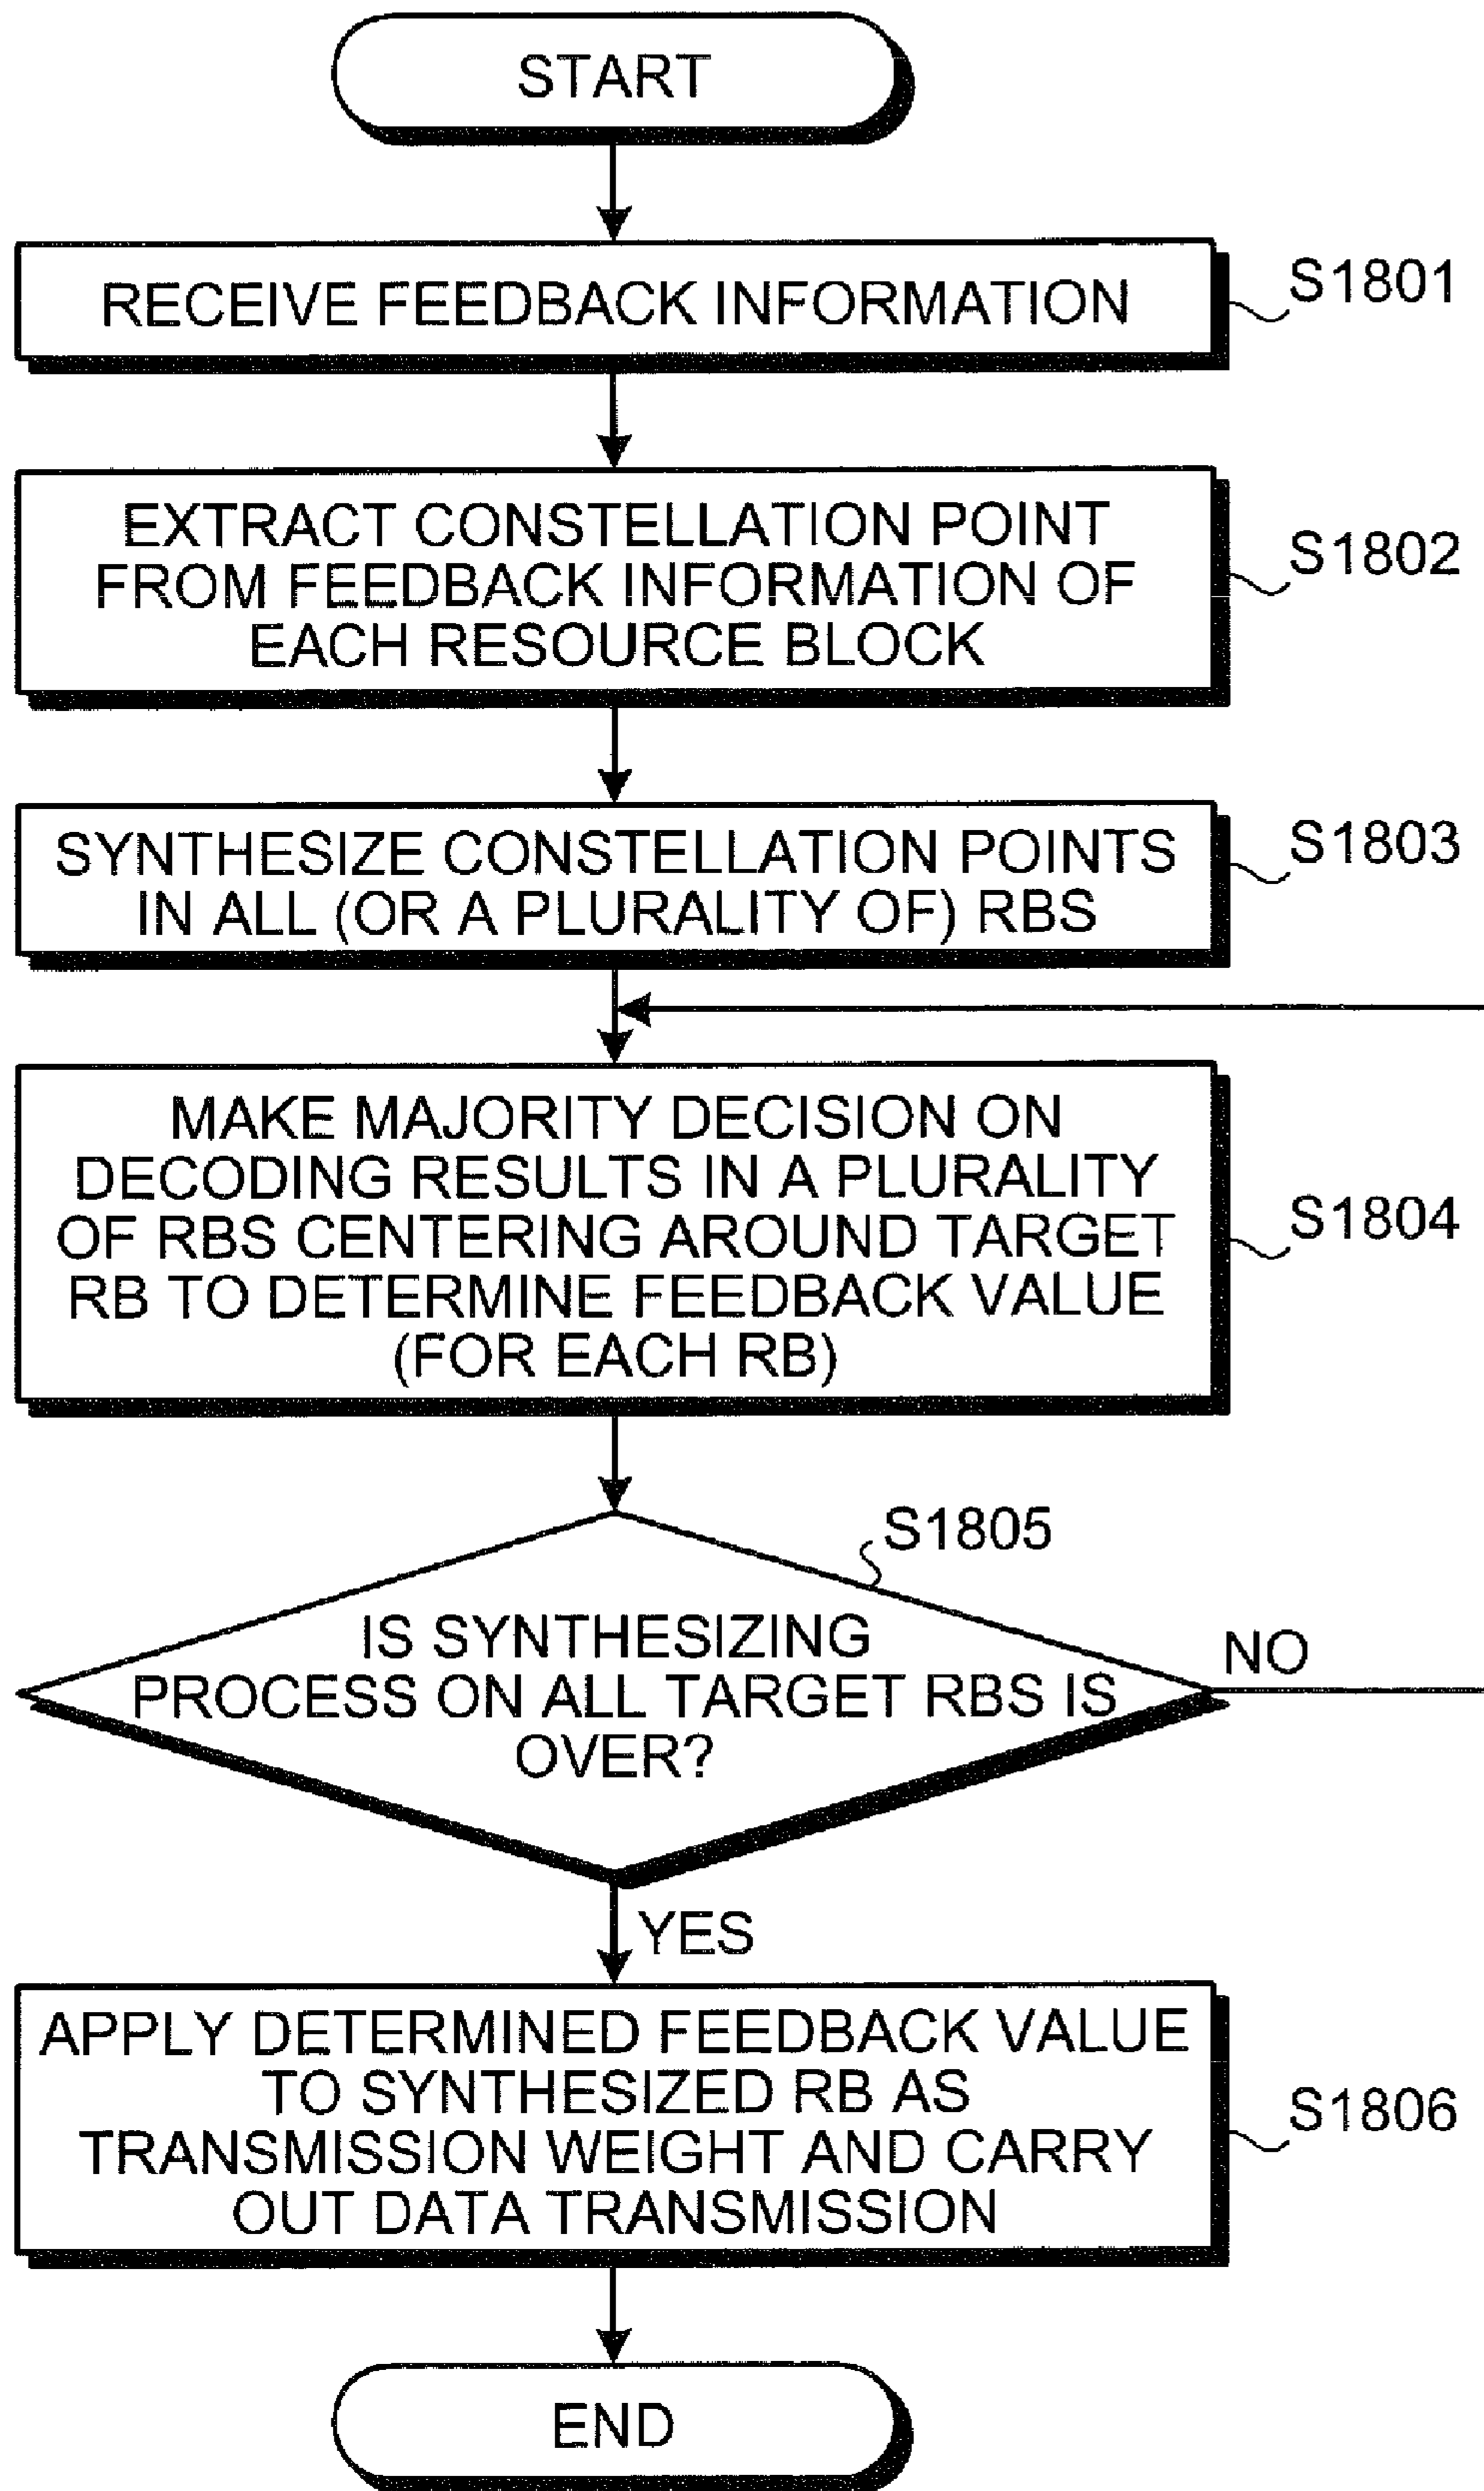 START
RECEIVE FEEDBACK INFORMATION
S1801
EXTRACT CONSTELLATION POINT
FROM FEEDBACK INFORMATION OF
EACH RESOURCE BLOCK
S1802
SYNTHESIZE CONSTELLATION POINTS
IN ALL (OR A PLURALITY OF) RBS
S1803
MAKE MAJORITY DECISION ON
DECODING RESULTS IN A PLURALITY
OF RBS CENTERING AROUND TARGET
RB TO DETERMINE FEEDBACK VALUE
(FOR EACH RB)
S1804
S1805
IS SYNTHESIZING
PROCESS ON ALL TARGET RBS IS
OVER?
NO
YES
APPLY DETERMINED FEEDBACK VALUE
TO SYNTHESIZED RB AS
TRANSMISSION WEIGHT AND CARRY
OUT DATA TRANSMISSION
S1806
END